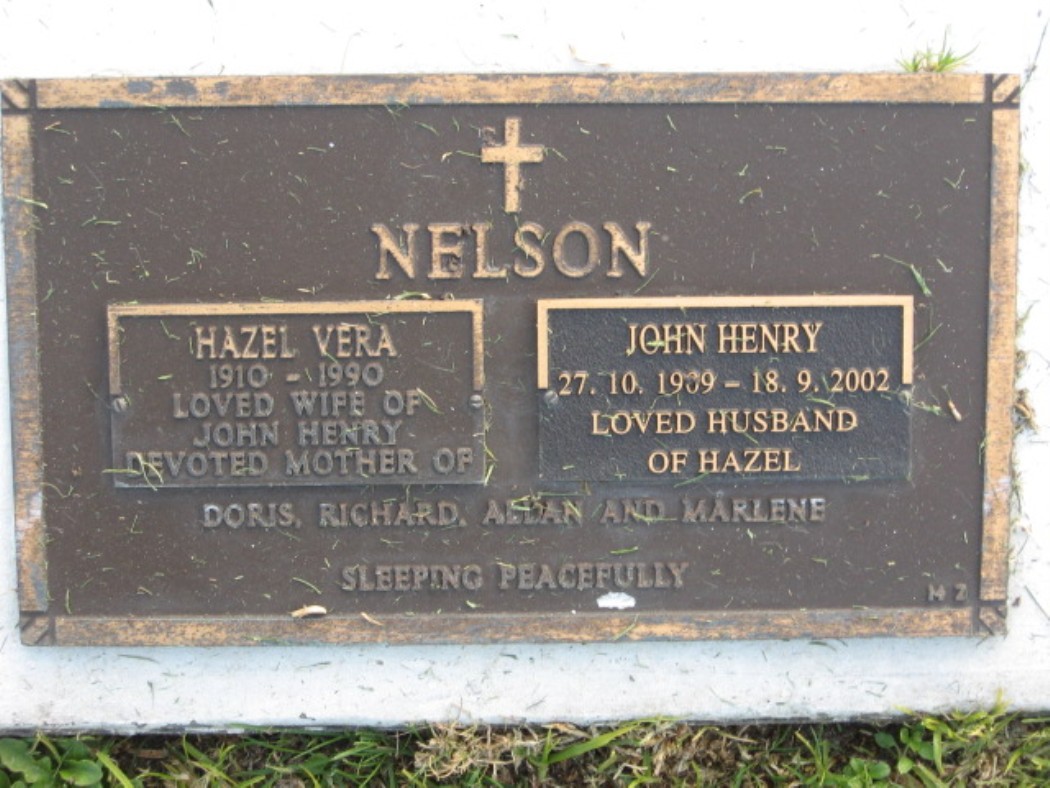 NELSON
HAZEL VERA
1910 - 1990
LOVED WIFE OF
JOHN HENRY
DEVOTED MOTHER OF
JOHN HENRY
27. 10. 1909 – 18. 9. 2002
LOVED HUSBAND
OF HAZEL
DORIS, RICHARD, ALLAN AND MARLENE
SLEEPING PEACEFULLY